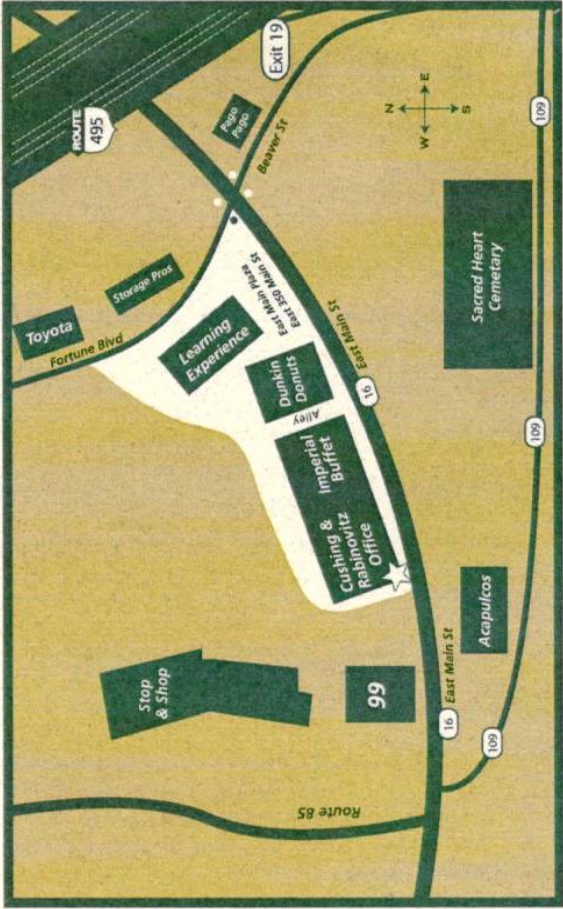 ROUTE
495
Exit 19
Pago
Pago
Beaver St
N
E
S
W
109
Toyota
Storage Pros
Fortune Blvd
East Main Plaza
East 350 Main St
Learning
Experience
Dunkin
Donuts
Alley
Imperial
Buffet
Cushing &
Rabinovitz
Office
16
East Main St
Sacred Heart
Cemetary
109
Stop
& Shop
99
Acapulcos
16
East Main St
109
Route 85